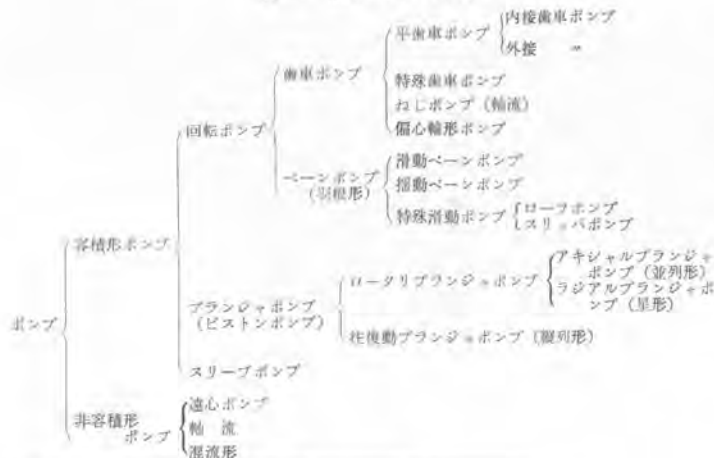 内接歯車ポンプ
平歯車ポンプ
外接 〃
歯車ポンプ
特殊歯車ポンプ
ねじポンプ（軸流）
偏心輪形ポンプ
回転ポンプ
滑動ベーンポンプ
ベーンポンプ
（羽根形）
揺動ベーンポンプ
特殊滑動ポンプ
ローブポンプ
スリッパポンプ
容積形ポンプ
アキシャルプランジャ
ポンプ（並列形）
ロータリプランジャポンプ
ラジアルプランジャポ
ンプ（星形）
プランジャポンプ
（ピストンポンプ）
ポンプ
往復動プランジャポンプ（縦列形）
スリーブポンプ
遠心ポンプ
非容積形
ポンプ
軸 流
混流形